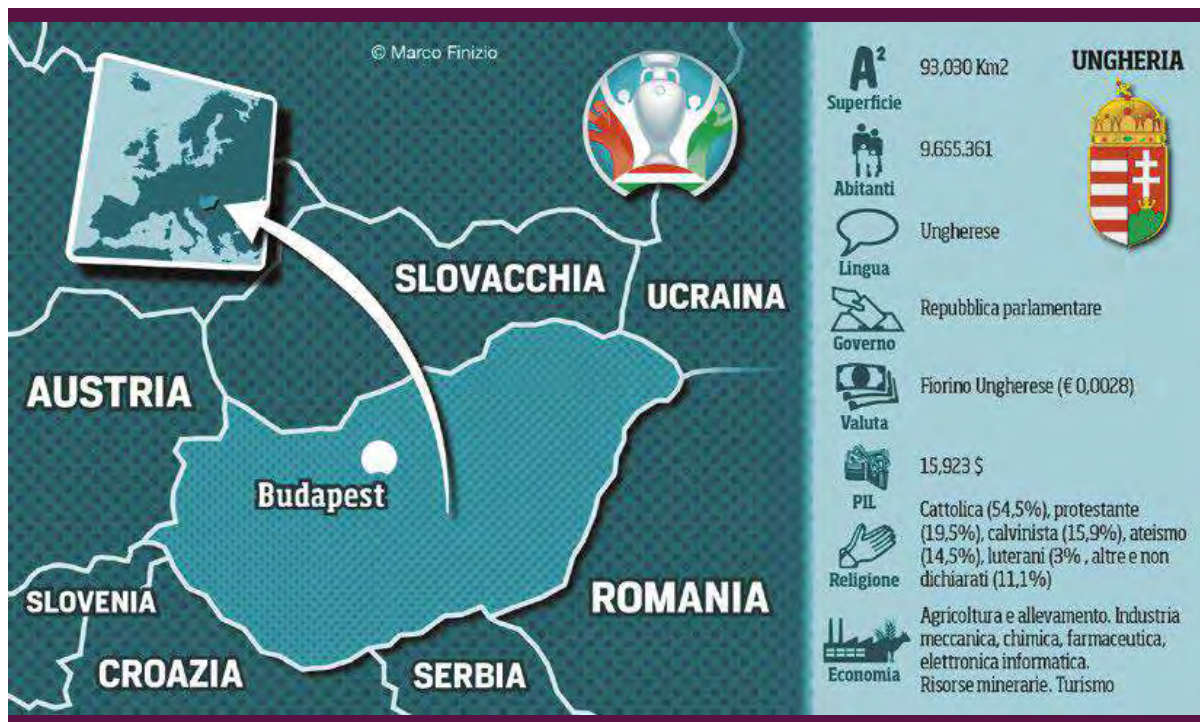 © Marco Finizio
SLOVACCHIA
UCRAINA
AUSTRIA
Budapest
SLOVENIA
ROMANIA
CROAZIA
SERBIA
UNGHERIA
A²
Superficie
93,030 Km2
Abitanti
9.655.361
Lingua
Ungherese
Governo
Repubblica parlamentare
Valuta
Fiorino Ungherese (€ 0,0028)
PIL
15,923 $
Religione
Cattolica (54,5%), protestante
(19,5%), calvinista (15,9%), ateismo
(14,5%), luterani (3% , altre e non
dichiarati (11,1%)
Economia
Agricoltura e allevamento. Industria
meccanica, chimica, farmaceutica,
elettronica informatica.
Risorse minerarie. Turismo